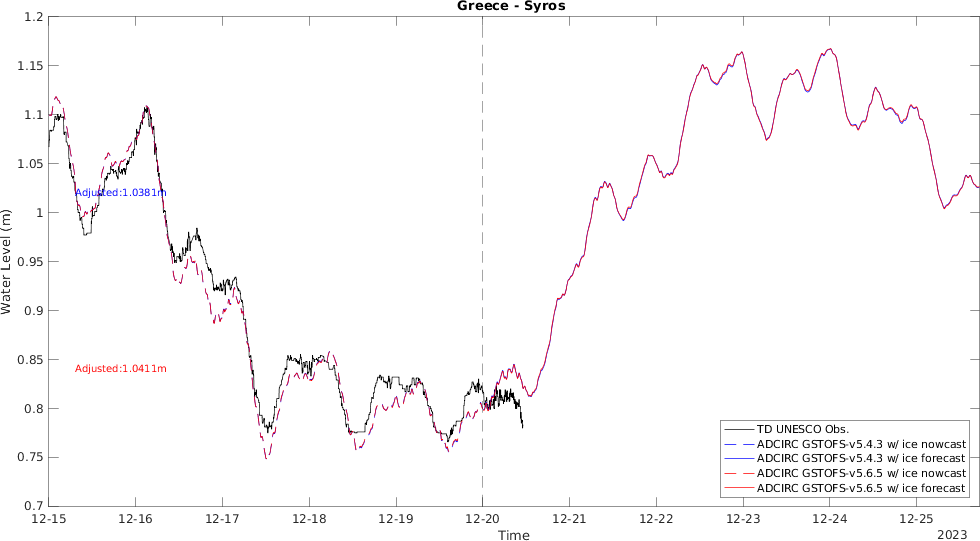 Greece - Syros
1.2
1.15
1.1
1.05
1
0.95
0.9
0.85
0.8
0.75
0.7
Water Level (m)
Adjusted:1.0381m
Adjusted:1.0411m
TD UNESCO Obs.
ADCIRC GSTOFS-v5.4.3 w/ ice nowcast
ADCIRC GSTOFS-v5.4.3 w/ ice forecast
ADCIRC GSTOFS-v5.6.5 w/ ice nowcast
ADCIRC GSTOFS-v5.6.5 w/ ice forecast
12-15 12-16 12-17 12-18 12-19 12-20 12-21 12-22 12-23 12-24 12-25
Time
2023